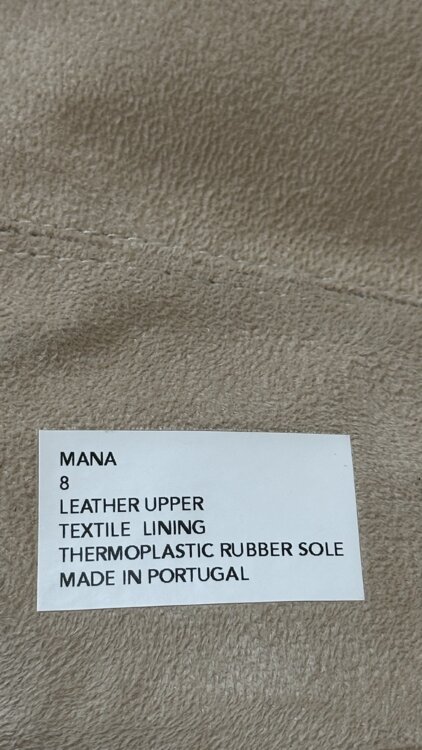 MANA
8
LEATHER UPPER
TEXTILE LINING
THERMOPLASTIC RUBBER SOLE
MADE IN PORTUGAL